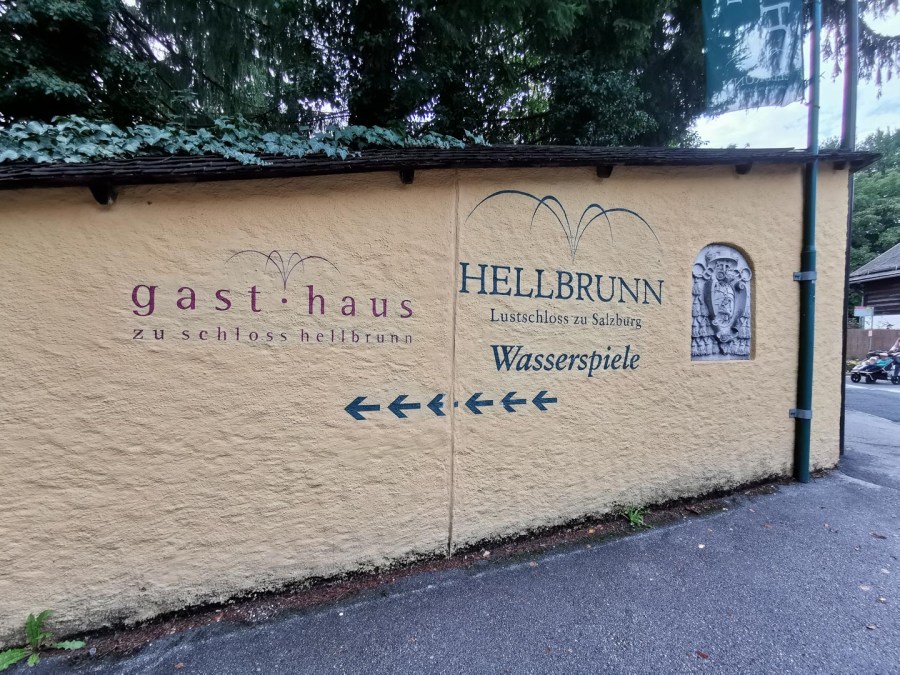 gast·haus
zu schloss hellbrunn
HELLBRUNN
Lustschloss zu Salzburg
Wasserspiele